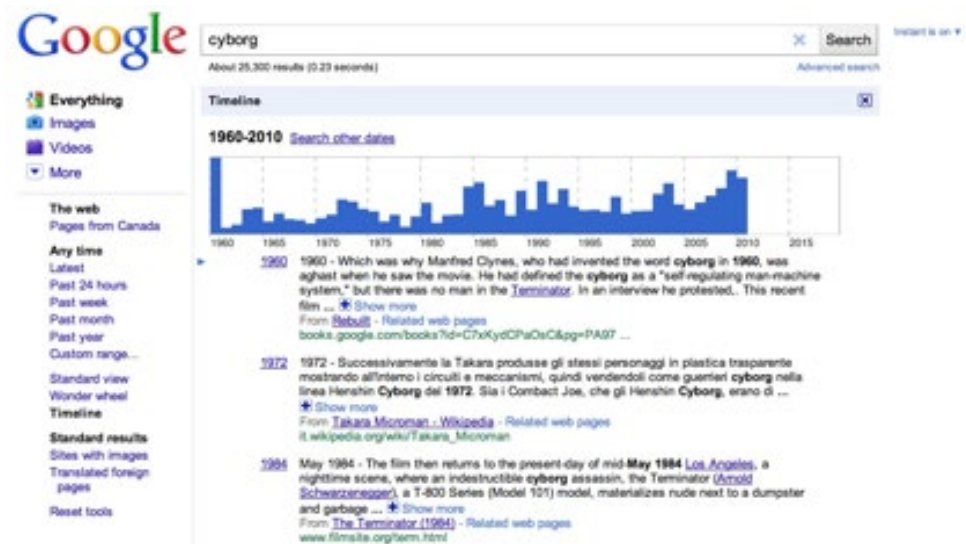 Google
cyborg
Search
Instant is on ▼
About 25,300 results (0.23 seconds)
Advanced search
Everything
Images
Videos
More
The web
Pages from Canada
Any time
Latest
Past 24 hours
Past week
Past month
Past year
Custom range...
Standard view
Wonder wheel
Timeline
Standard results
Sites with images
Translated foreign
pages
Reset tools
Timeline
1960-2010 Search other dates
1960 1965 1970 1975 1980 1985 1990 1995 2000 2005 2010 2015
1960 1960 - Which was why Manfred Clynes, who had invented the word cyborg in 1960, was
aghast when he saw the movie. He had defined the cyborg as a "self-regulating man-machine
system," but there was no man in the Terminator. In an interview he protested,. This recent
film ... Show more
From Rebuilt - Related web pages
books.google.com/books?id=C7xKydCPaOsC&pg=PA97 ...
1972 1972 - Successivamente la Takara produsse gli stessi personaggi in plastica trasparente
mostrando all'interno i circuiti e meccanismi, quindi vendendoli come guerrieri cyborg nella
linea Henshin Cyborg del 1972. Sia i Combact Joe, che gli Henshin Cyborg, erano di ...
Show more
From Takara Microman - Wikipedia - Related web pages
it.wikipedia.org/wiki/Takara_Microman
1984 May 1984 - The film then returns to the present-day of mid-May 1984 Los Angeles, a
nighttime scene, where an indestructible cyborg assassin, the Terminator (Arnold
Schwarzenegger), a T-800 Series (Model 101) model, materializes nude next to a dumpster
and garbage ... Show more
From The Terminator (1984) - Related web pages
www.filmsite.org/term.html